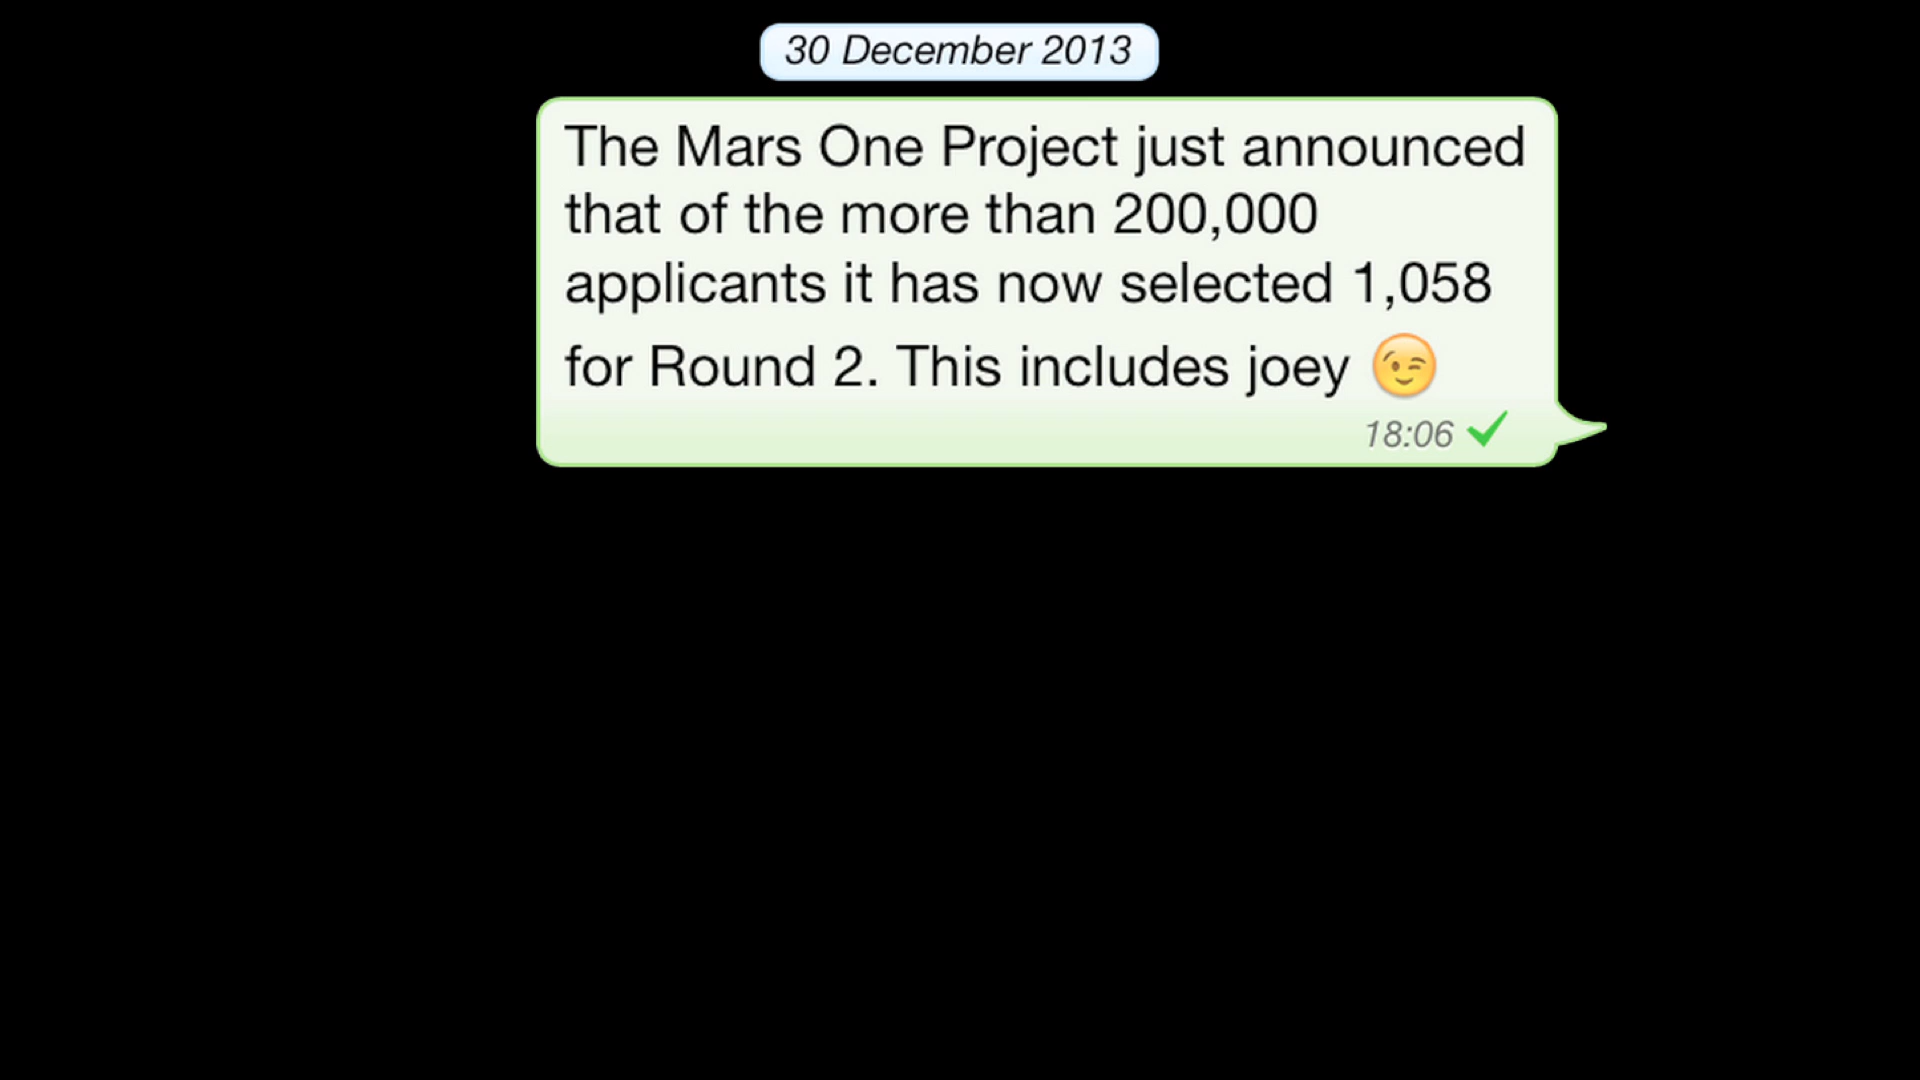 30 December 2013
The Mars One Project just announced
that of the more than 200,000
applicants it has now selected 1,058
for Round 2. This includes joey 😉
18:06